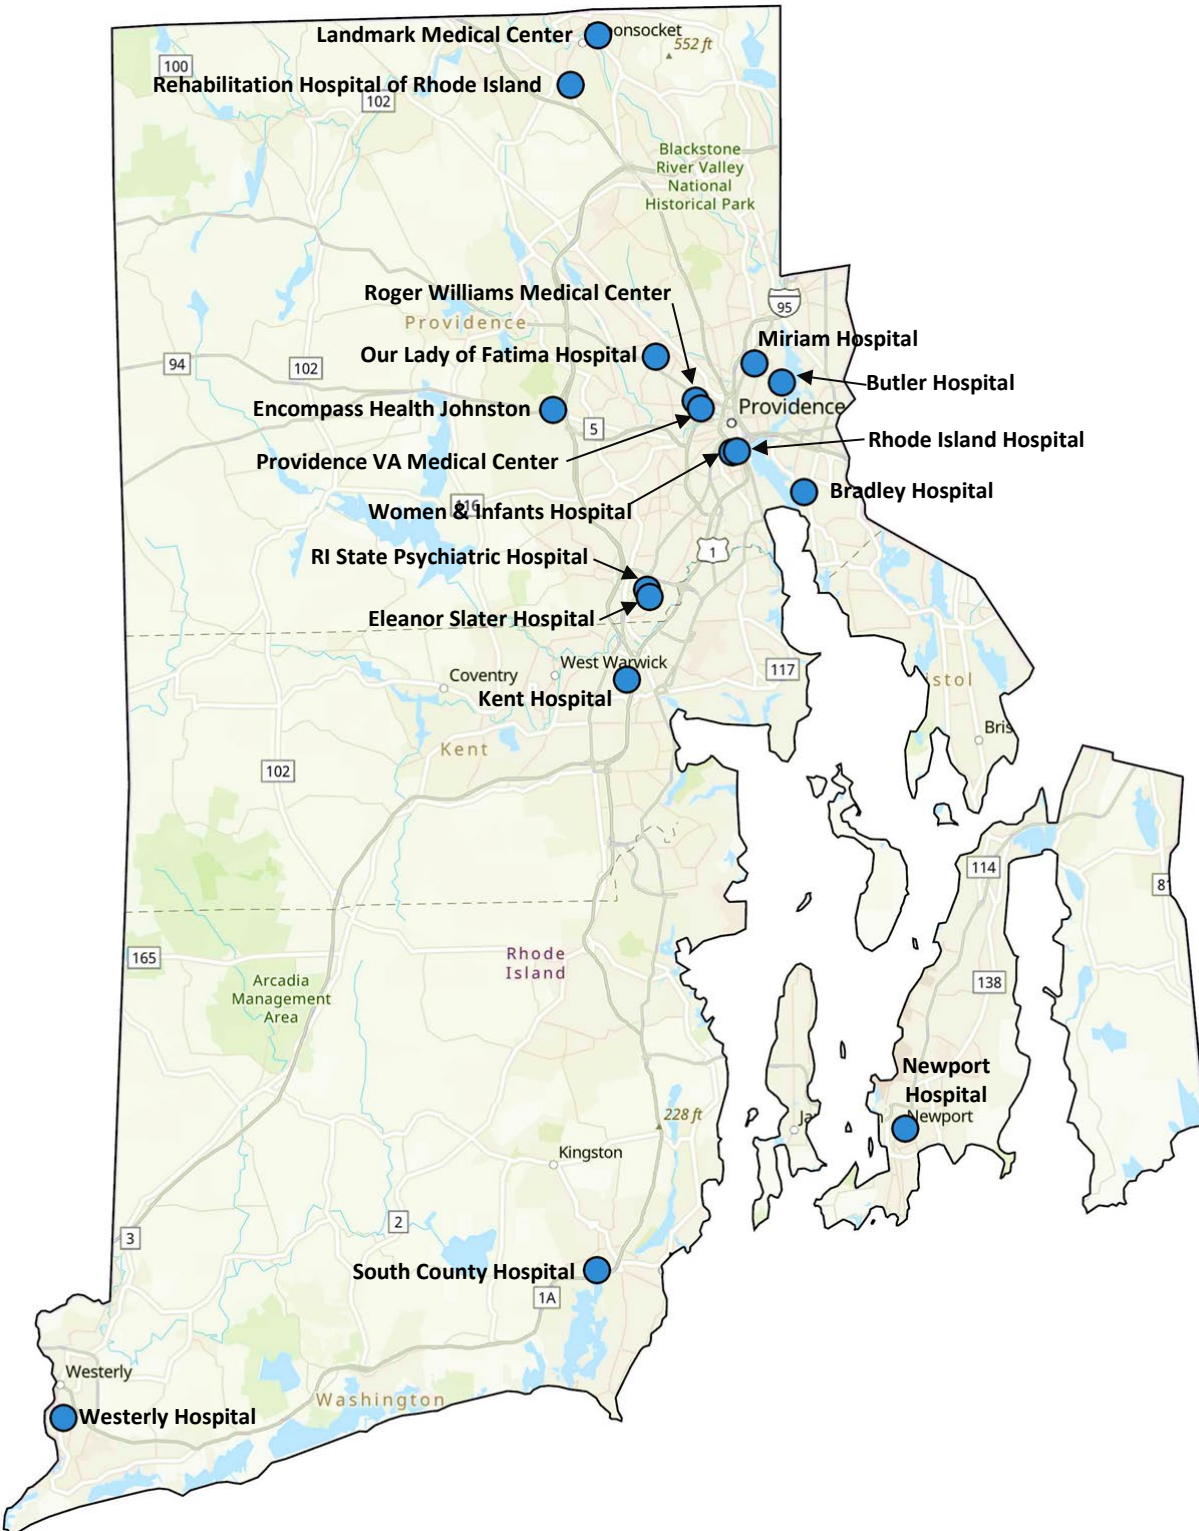 Landmark Medical Center
onsocket
552 ft
100
Rehabilitation Hospital of Rhode Island
102
Blackstone
River Valley
National
Historical Park
Roger Williams Medical Center
95
Providence
Miriam Hospital
Our Lady of Fatima Hospital
94
102
Butler Hospital
Encompass Health Johnston
Providence
5
Rhode Island Hospital
Providence VA Medical Center
Bradley Hospital
116
Women & Infants Hospital
1
RI State Psychiatric Hospital
Eleanor Slater Hospital
West Warwick
117
Coventry
Kent Hospital
istol
Bris
Kent
102
114
8
165
Rhode
Island
Arcadia
Management
Area
138
Newport
Hospital
228 ft
Ja
n
Newport
Kingston
2
3
South County Hospital
1A
Westerly
Washington
Westerly Hospital